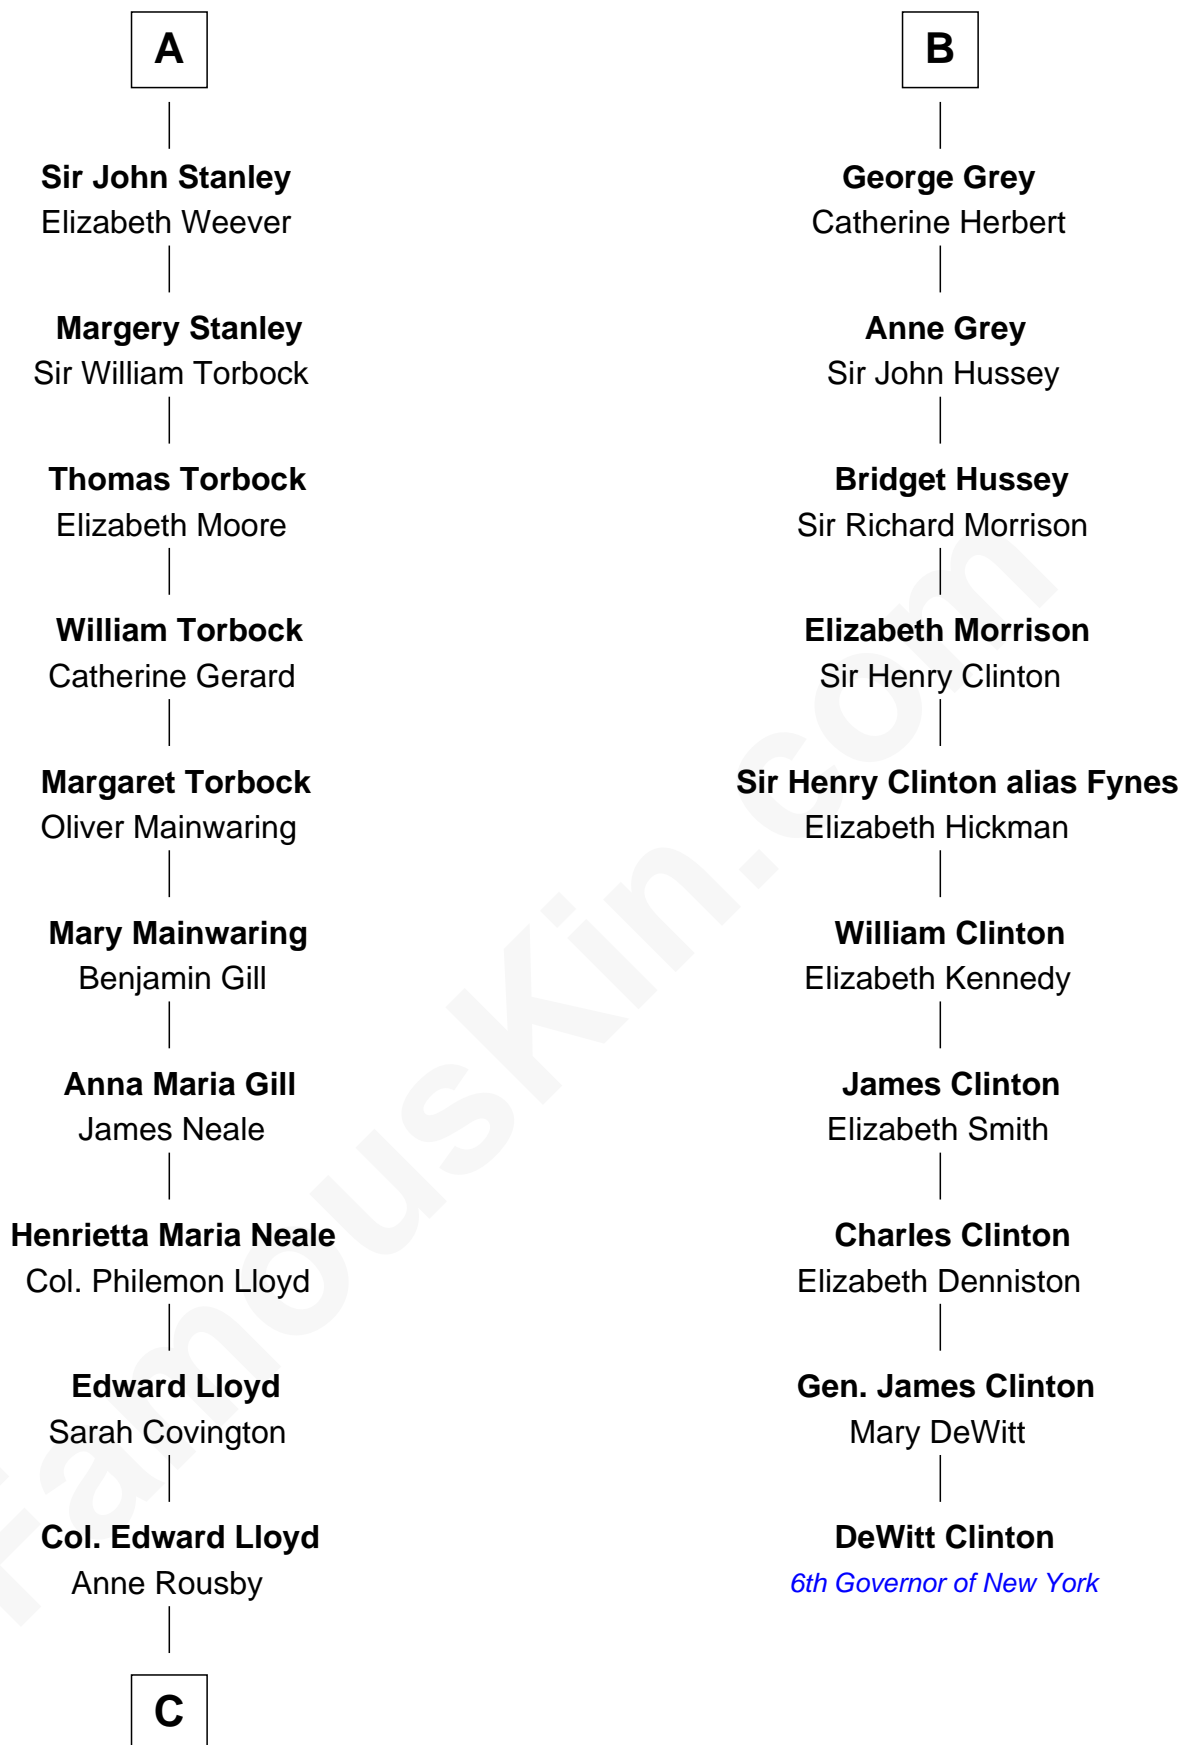 A
Sir John Stanley
Elizabeth Weever
Margery Stanley
Sir William Torbock
Thomas Torbock
Elizabeth Moore
William Torbock
Catherine Gerard
Margaret Torbock
Oliver Mainwaring
Mary Mainwaring
Benjamin Gill
Anna Maria Gill
James Neale
Henrietta Maria Neale
Col. Philemon Lloyd
Edward Lloyd
Sarah Covington
Col. Edward Lloyd
Anne Rousby
C
B
George Grey
Catherine Herbert
Anne Grey
Sir John Hussey
Bridget Hussey
Sir Richard Morrison
Elizabeth Morrison
Sir Henry Clinton
Sir Henry Clinton alias Fynes
Elizabeth Hickman
William Clinton
Elizabeth Kennedy
James Clinton
Elizabeth Smith
Charles Clinton
Elizabeth Denniston
Gen. James Clinton
Mary DeWitt
DeWitt Clinton
6th Governor of New York
FamousKin.com